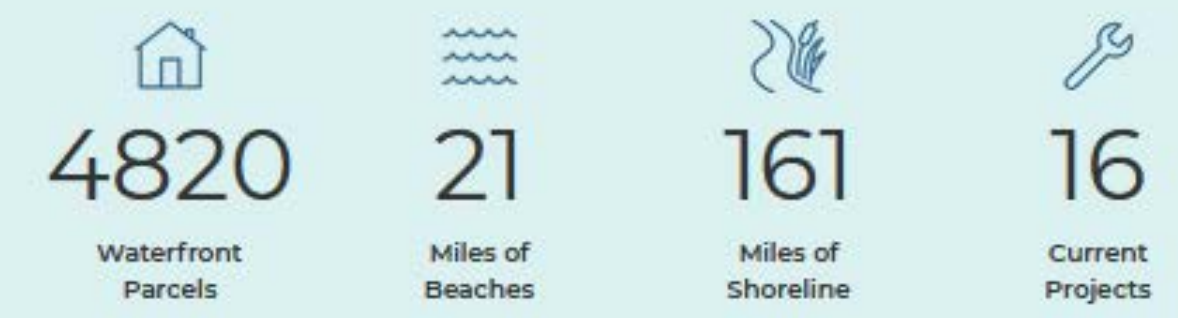 4820
Waterfront
Parcels
21
Miles of
Beaches
161
Miles of
Shoreline
16
Current
Projects